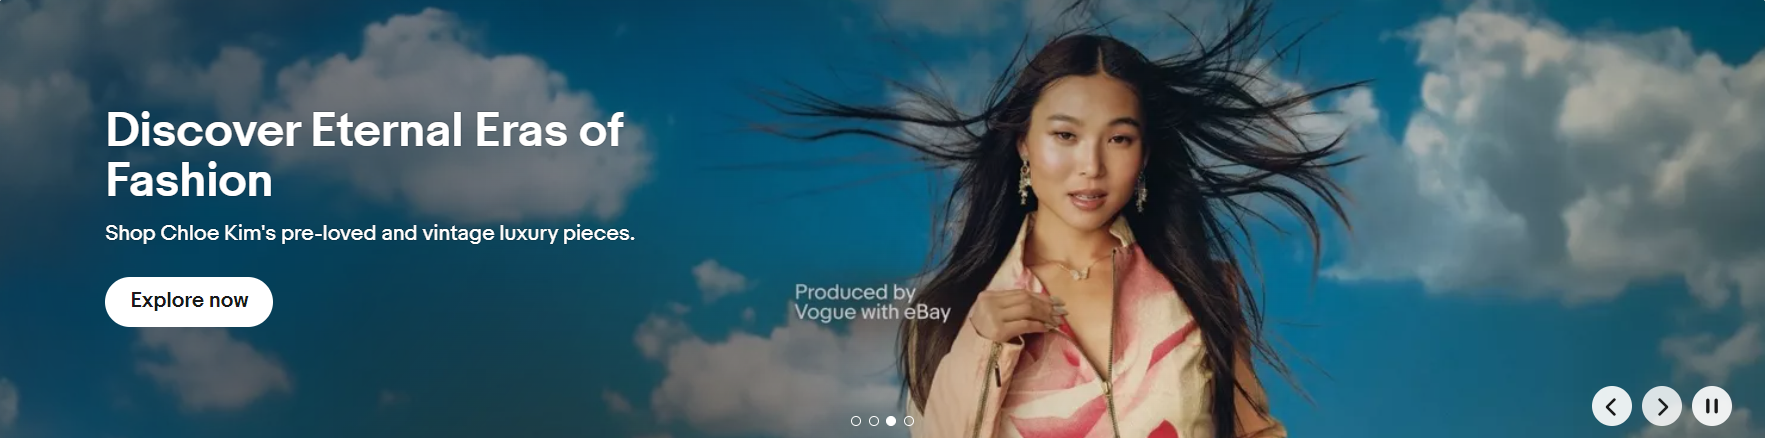 Discover Eternal Eras of
Fashion
Shop Chloe Kim's pre-loved and vintage luxury pieces.
Explore now
Produced by
Vogue with eBay